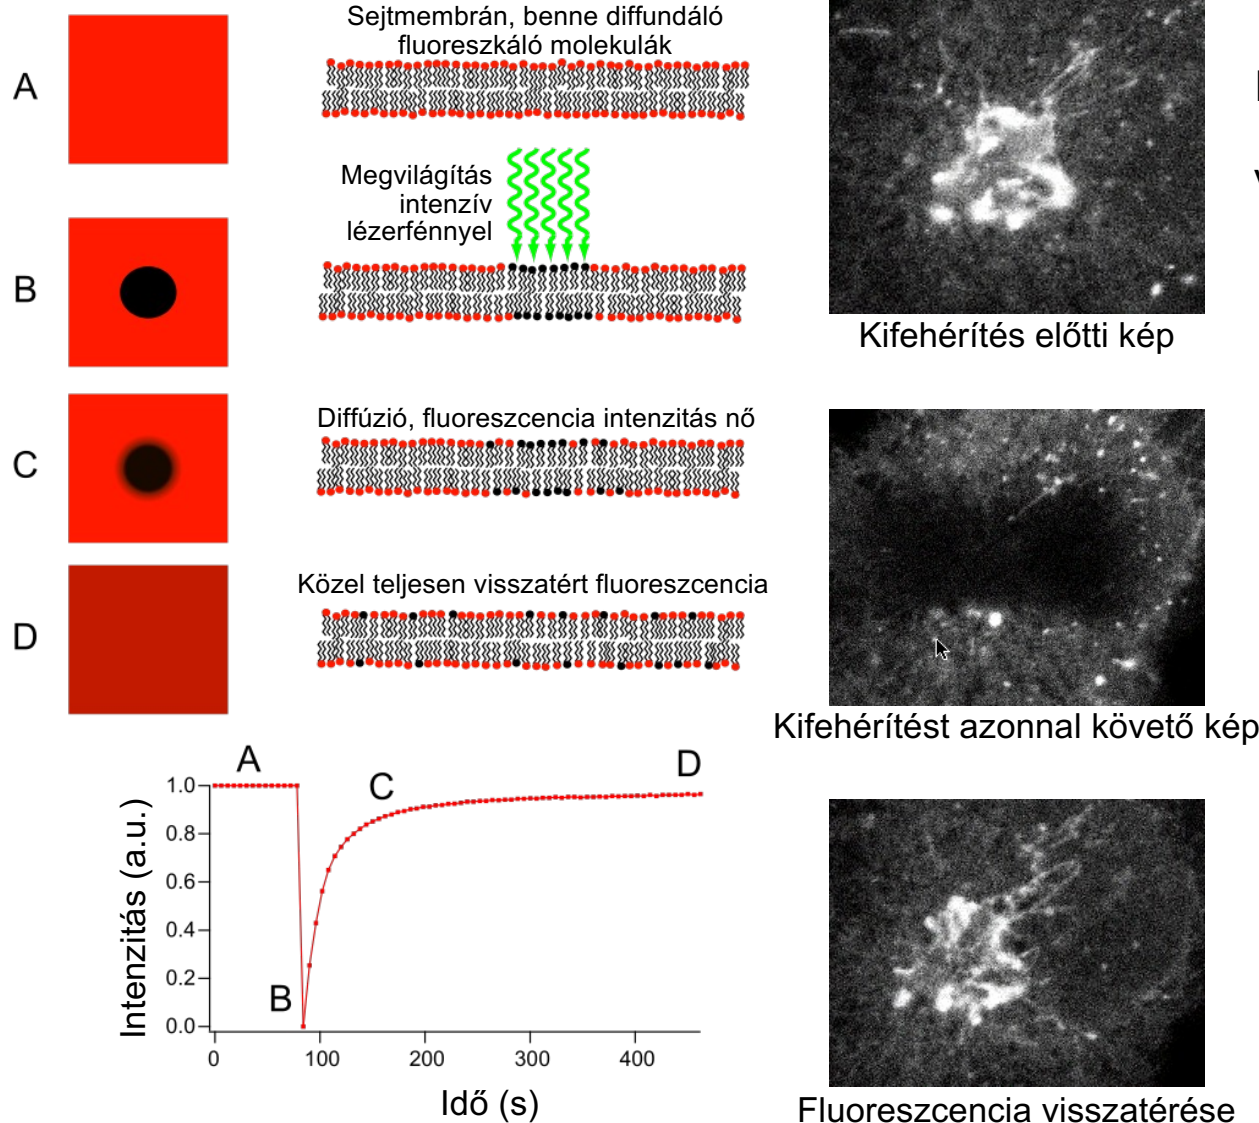 A
Sejtmembrán, benne diffundáló
fluoreszkáló molekulák
Megvilágítás
intenzív
lézerfénnyel
B
Kifehérítés előtti kép
C
Diffúzió, fluoreszcencia intenzitás nő
D
Közel teljesen visszatért fluoreszcencia
Kifehérítést azonnal követő kép
A
C
D
B
Intenzitás (a.u.)
1.0
0.8
0.6
0.4
0.2
0.0
0
100
200
300
400
Idő (s)
Fluoreszcencia visszatérése